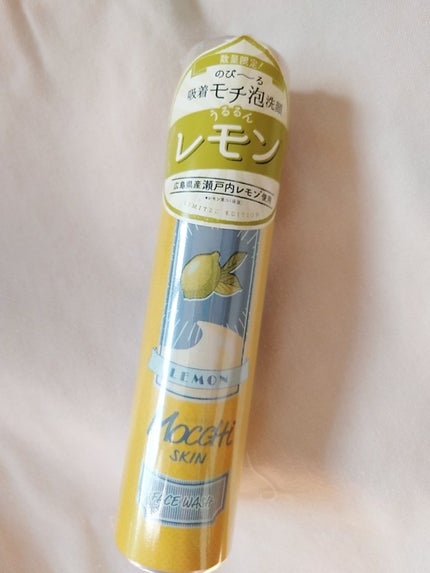 数量限定!
のび〜る
吸着モチ泡洗顔
うるるん
レモン
広島県産瀬戸内レモン使用
LIMITED EDITION
LEMON
MoccHi
SKIN
FACE WASH